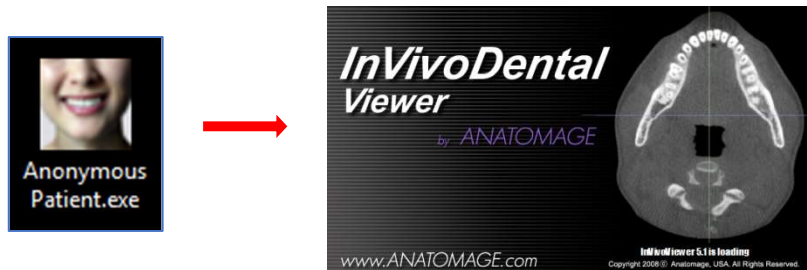 Anonymous
Patient.exe
InVivoDental
Viewer
by ANATOMAGE
InVivoViewer 5.1 is loading
www.ANATOMAGE.com
Copyright 2008 © Anatomage, USA. All Rights Reserved.